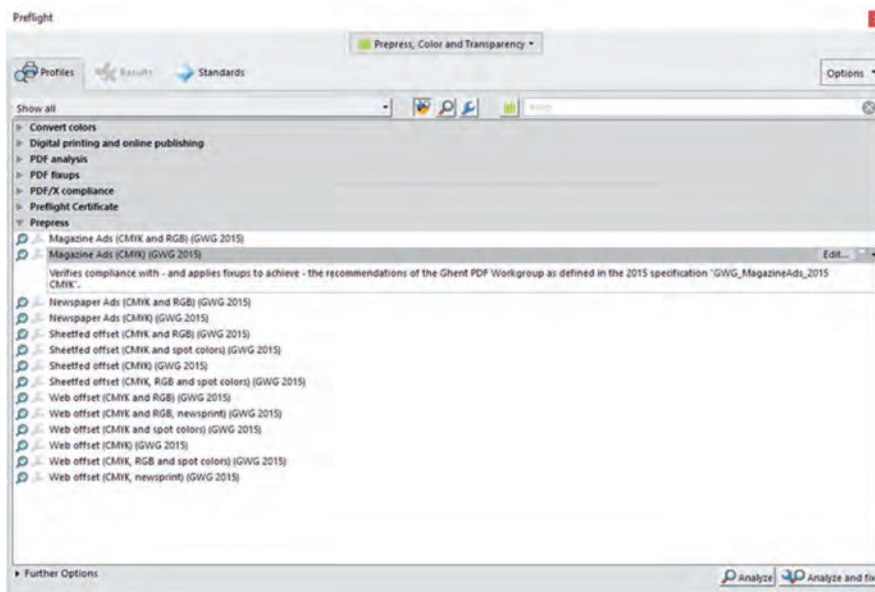 Preflight
Prepress, Color and Transparency
Profiles
Results
Standards
Options
Show all
Convert colors
Digital printing and online publishing
PDF analysis
PDF fixups
PDF/X compliance
Preflight Certificate
Prepress
Magazine Ads (CMYK and RGB) (GWG 2015)
Magazine Ads (CMYK) (GWG 2015)
Edit...
Verifies compliance with - and applies fixups to achieve - the recommendations of the Ghent PDF Workgroup as defined in the 2015 specification "GWG_MagazineAds_2015
CMYK".
Newspaper Ads (CMYK and RGB) (GWG 2015)
Newspaper Ads (CMYK) (GWG 2015)
Sheetfed offset (CMYK and RGB) (GWG 2015)
Sheetfed offset (CMYK and spot colors) (GWG 2015)
Sheetfed offset (CMYK) (GWG 2015)
Sheetfed offset (CMYK, RGB and spot colors) (GWG 2015)
Web offset (CMYK and RGB) (GWG 2015)
Web offset (CMYK and RGB, newsprint) (GWG 2015)
Web offset (CMYK and spot colors) (GWG 2015)
Web offset (CMYK) (GWG 2015)
Web offset (CMYK, RGB and spot colors) (GWG 2015)
Web offset (CMYK, newsprint) (GWG 2015)
Further Options
Analyze
Analyze and fix